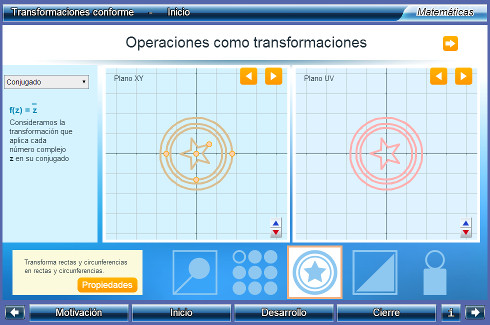 Transformaciones conforme - Inicio
Matemáticas
Operaciones como transformaciones
Conjugado
f(z) = z̅
Consideramos la
transformación que
aplica cada
número complejo
z en su conjugado
Plano XY
Plano UV
Transforma rectas y circunferencias
en rectas y circunferencias.
Propiedades
Motivación
Inicio
Desarrollo
Cierre
i